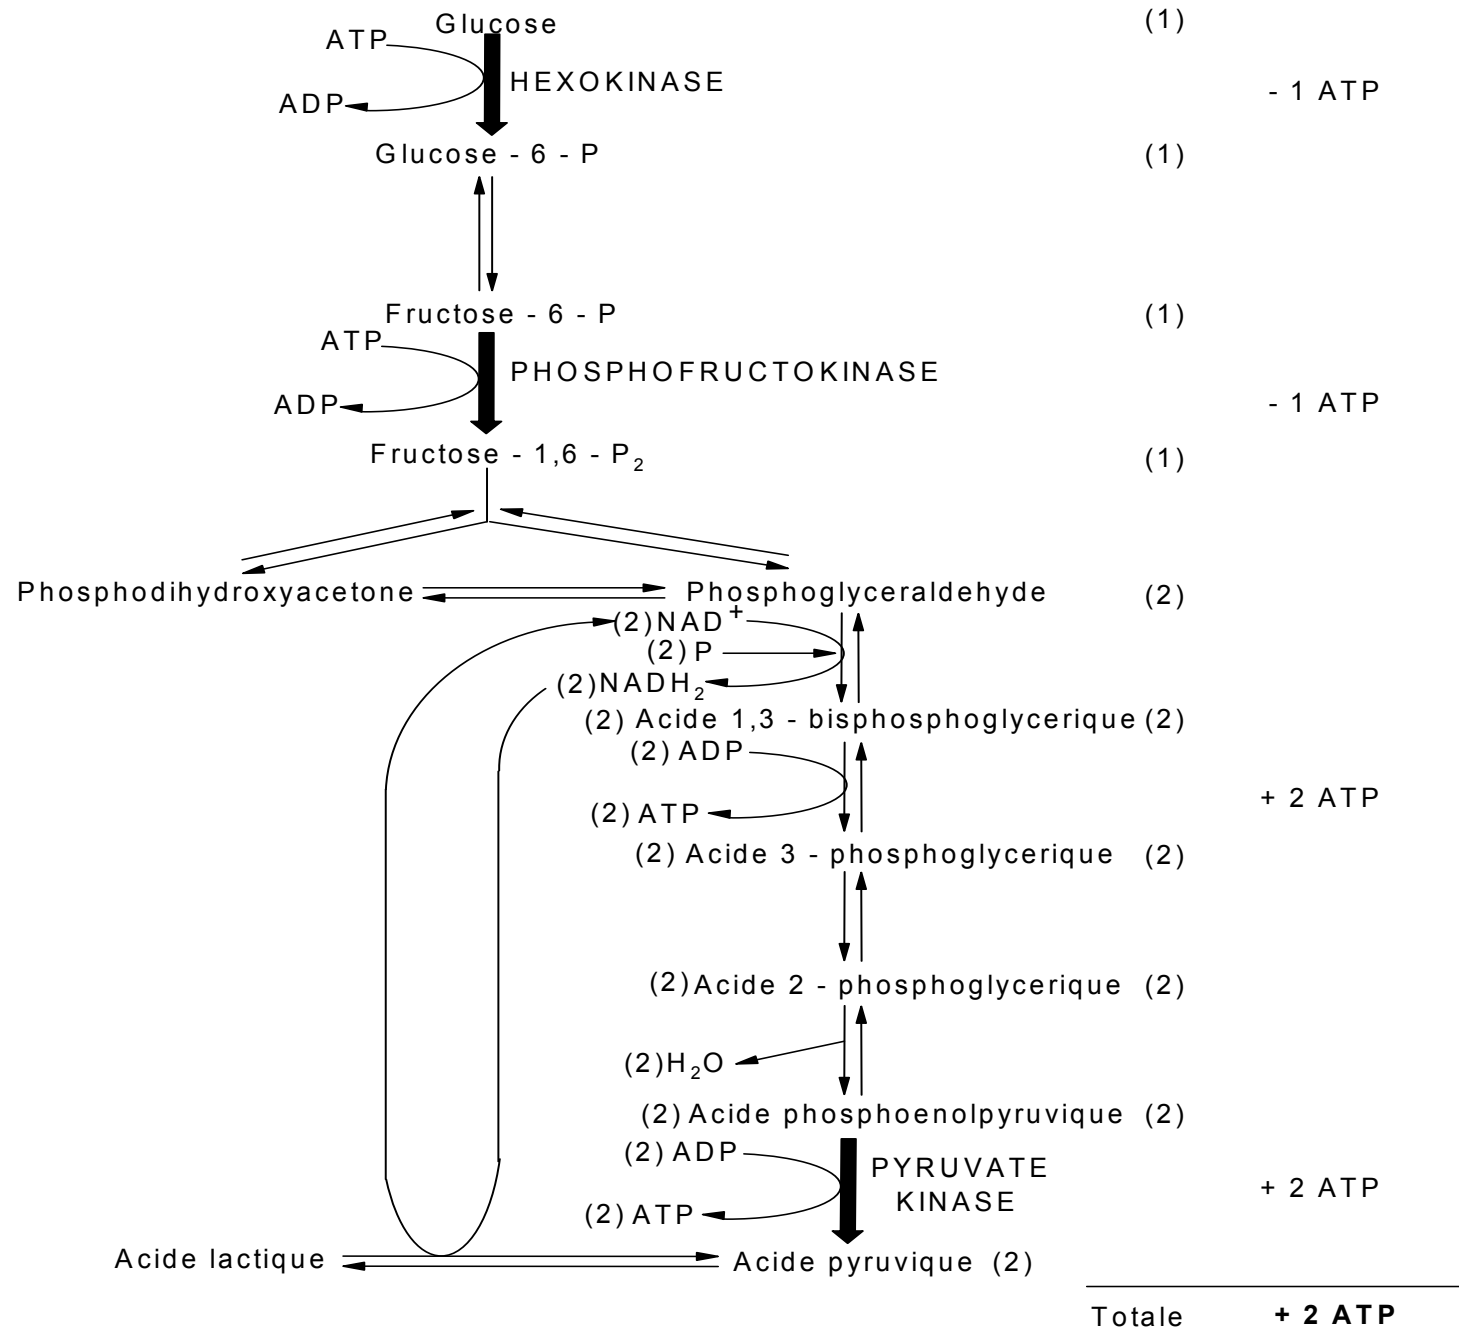 Glucose (1)
ATP
HEXOKINASE
- 1 ATP
ADP
Glucose - 6 - P (1)
Fructose - 6 - P (1)
ATP
PHOSPHOFRUCTOKINASE
- 1 ATP
ADP
Fructose - 1,6 - P2 (1)
Phosphodihydroxyacetone Phosphoglyceraldehyde (2)
(2)NAD+
(2)P
(2)NADH2
(2) Acide 1,3 - bisphosphoglycerique (2)
(2) ADP
+ 2 ATP
(2) ATP
(2) Acide 3 - phosphoglycerique (2)
(2) Acide 2 - phosphoglycerique (2)
(2)H2O
(2) Acide phosphoenolpyruvique (2)
(2) ADP
PYRUVATE
KINASE
+ 2 ATP
(2) ATP
Acide lactique Acide pyruvique (2)
Totale + 2 ATP